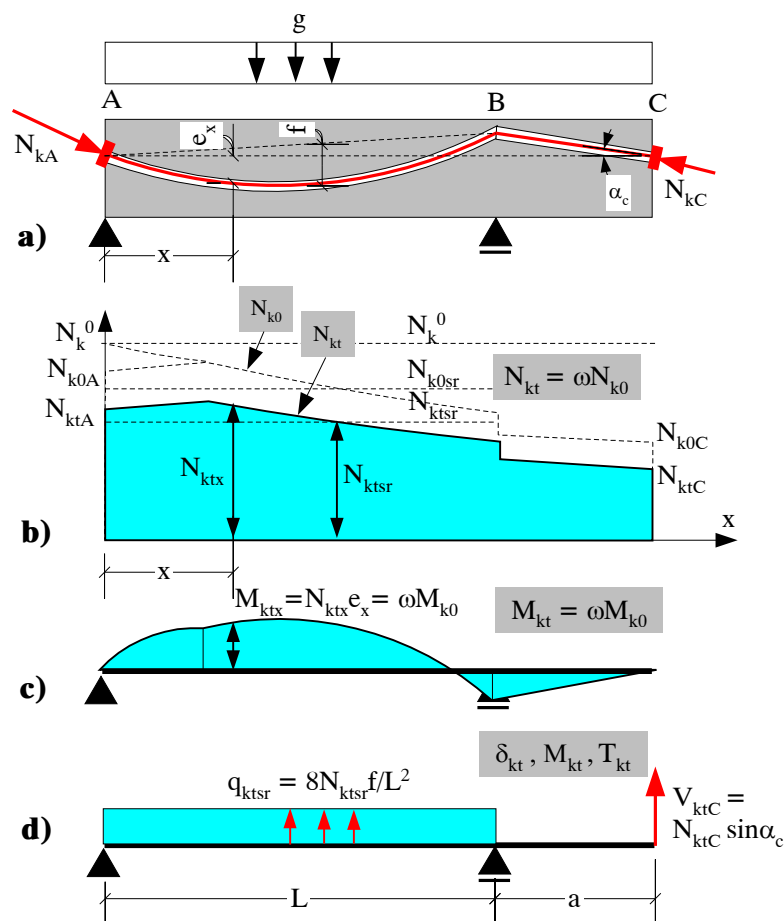 g
A
B
C
e_x
f
N_kA
α_c
N_kC
a)
x
N_k0
N_k^0
N_k^0
N_kt
N_k0A
N_k0sr
N_kt = ωN_k0
N_ktA
N_ktsr
N_k0C
N_ktx
N_ktsr
N_ktC
x
b)
x
M_ktx = N_ktx e_x = ωM_k0
M_kt = ωM_k0
c)
δ_kt , M_kt , T_kt
q_ktsr = 8N_ktsr f/L²
V_ktC =
N_ktC sinα_c
d)
L
a